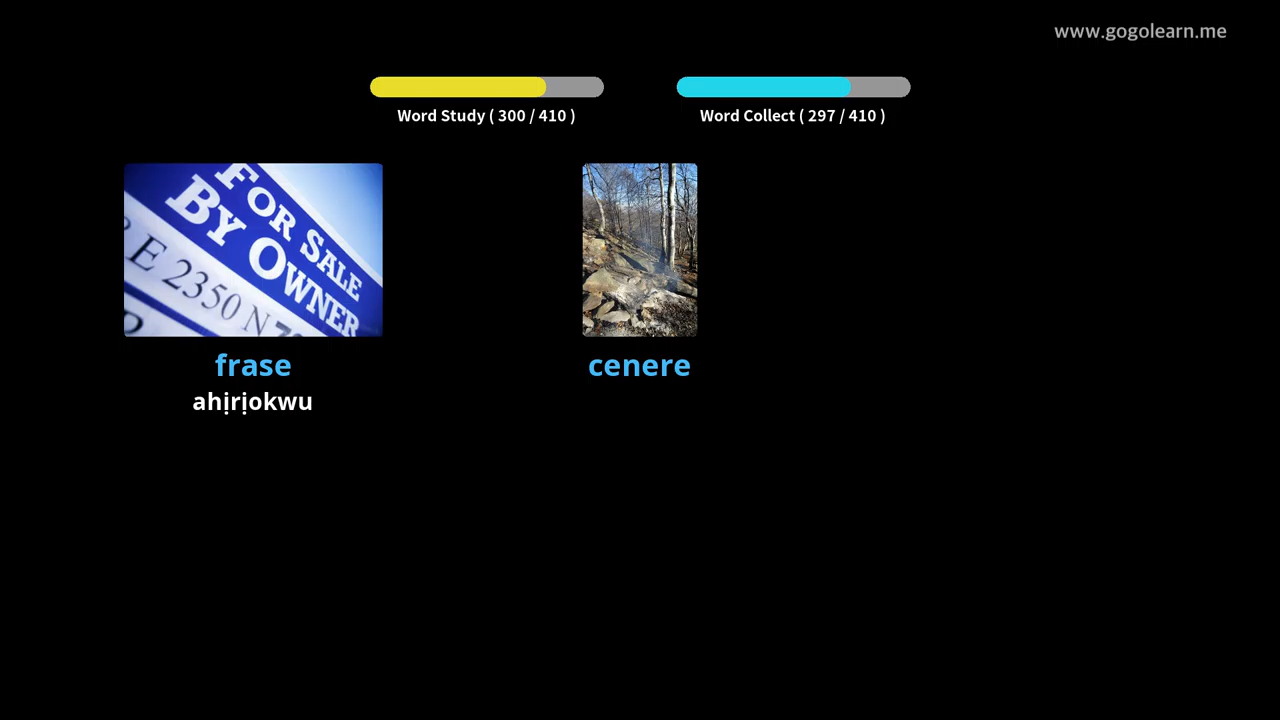 www.gogolearn.me
Word Study ( 300 / 410 )
Word Collect ( 297 / 410 )
FOR SALE
BY OWNER
E 2350 N
frase
cenere
ahịrịokwu